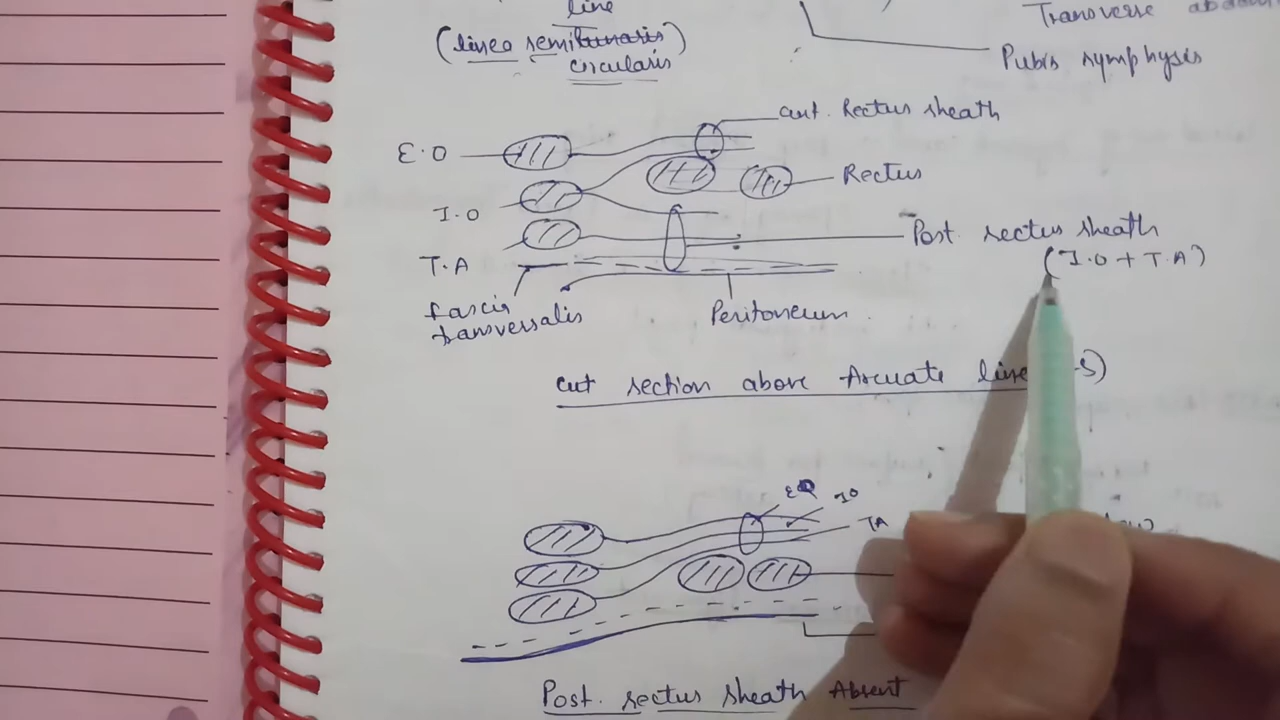 line
(linea semilunaris)
circularis
Transverse
Pubis symphysis
ant. Rectus sheath
E.O
Rectus
I.O
Post. rectus sheath
(I.O + T.A)
T.A
fascia
transversalis
Peritoneum.
cut section above Arcuate line
EO IO
TA
Post. rectus sheath Absent